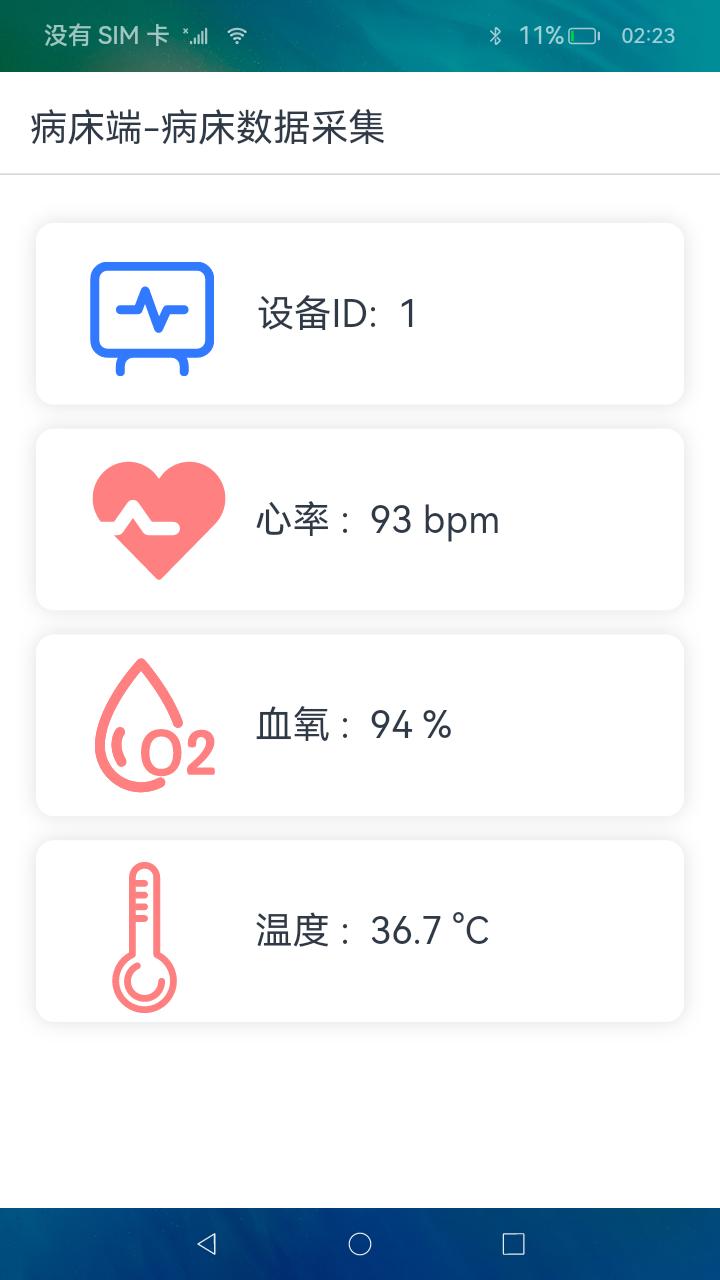 没有 SIM 卡 11% 02:23
病床端-病床数据采集
设备ID: 1
心率： 93 bpm
O2
血氧： 94 %
温度： 36.7 ℃